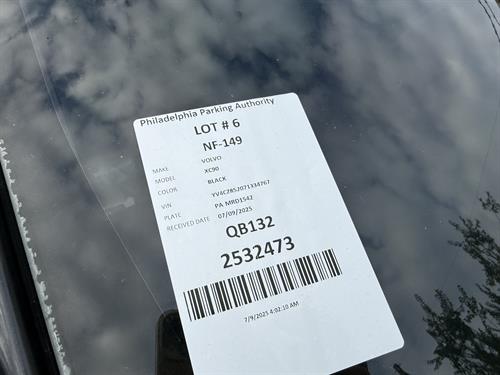 Philadelphia Parking Authority
LOT # 6
NF-149
MAKE VOLVO
MODEL XC90
COLOR BLACK
VIN YV4CZ852071334767
PLATE PA MRD1542
RECEIVED DATE 07/09/2025
QB132
2532473
7/9/2025 4:02:10 AM